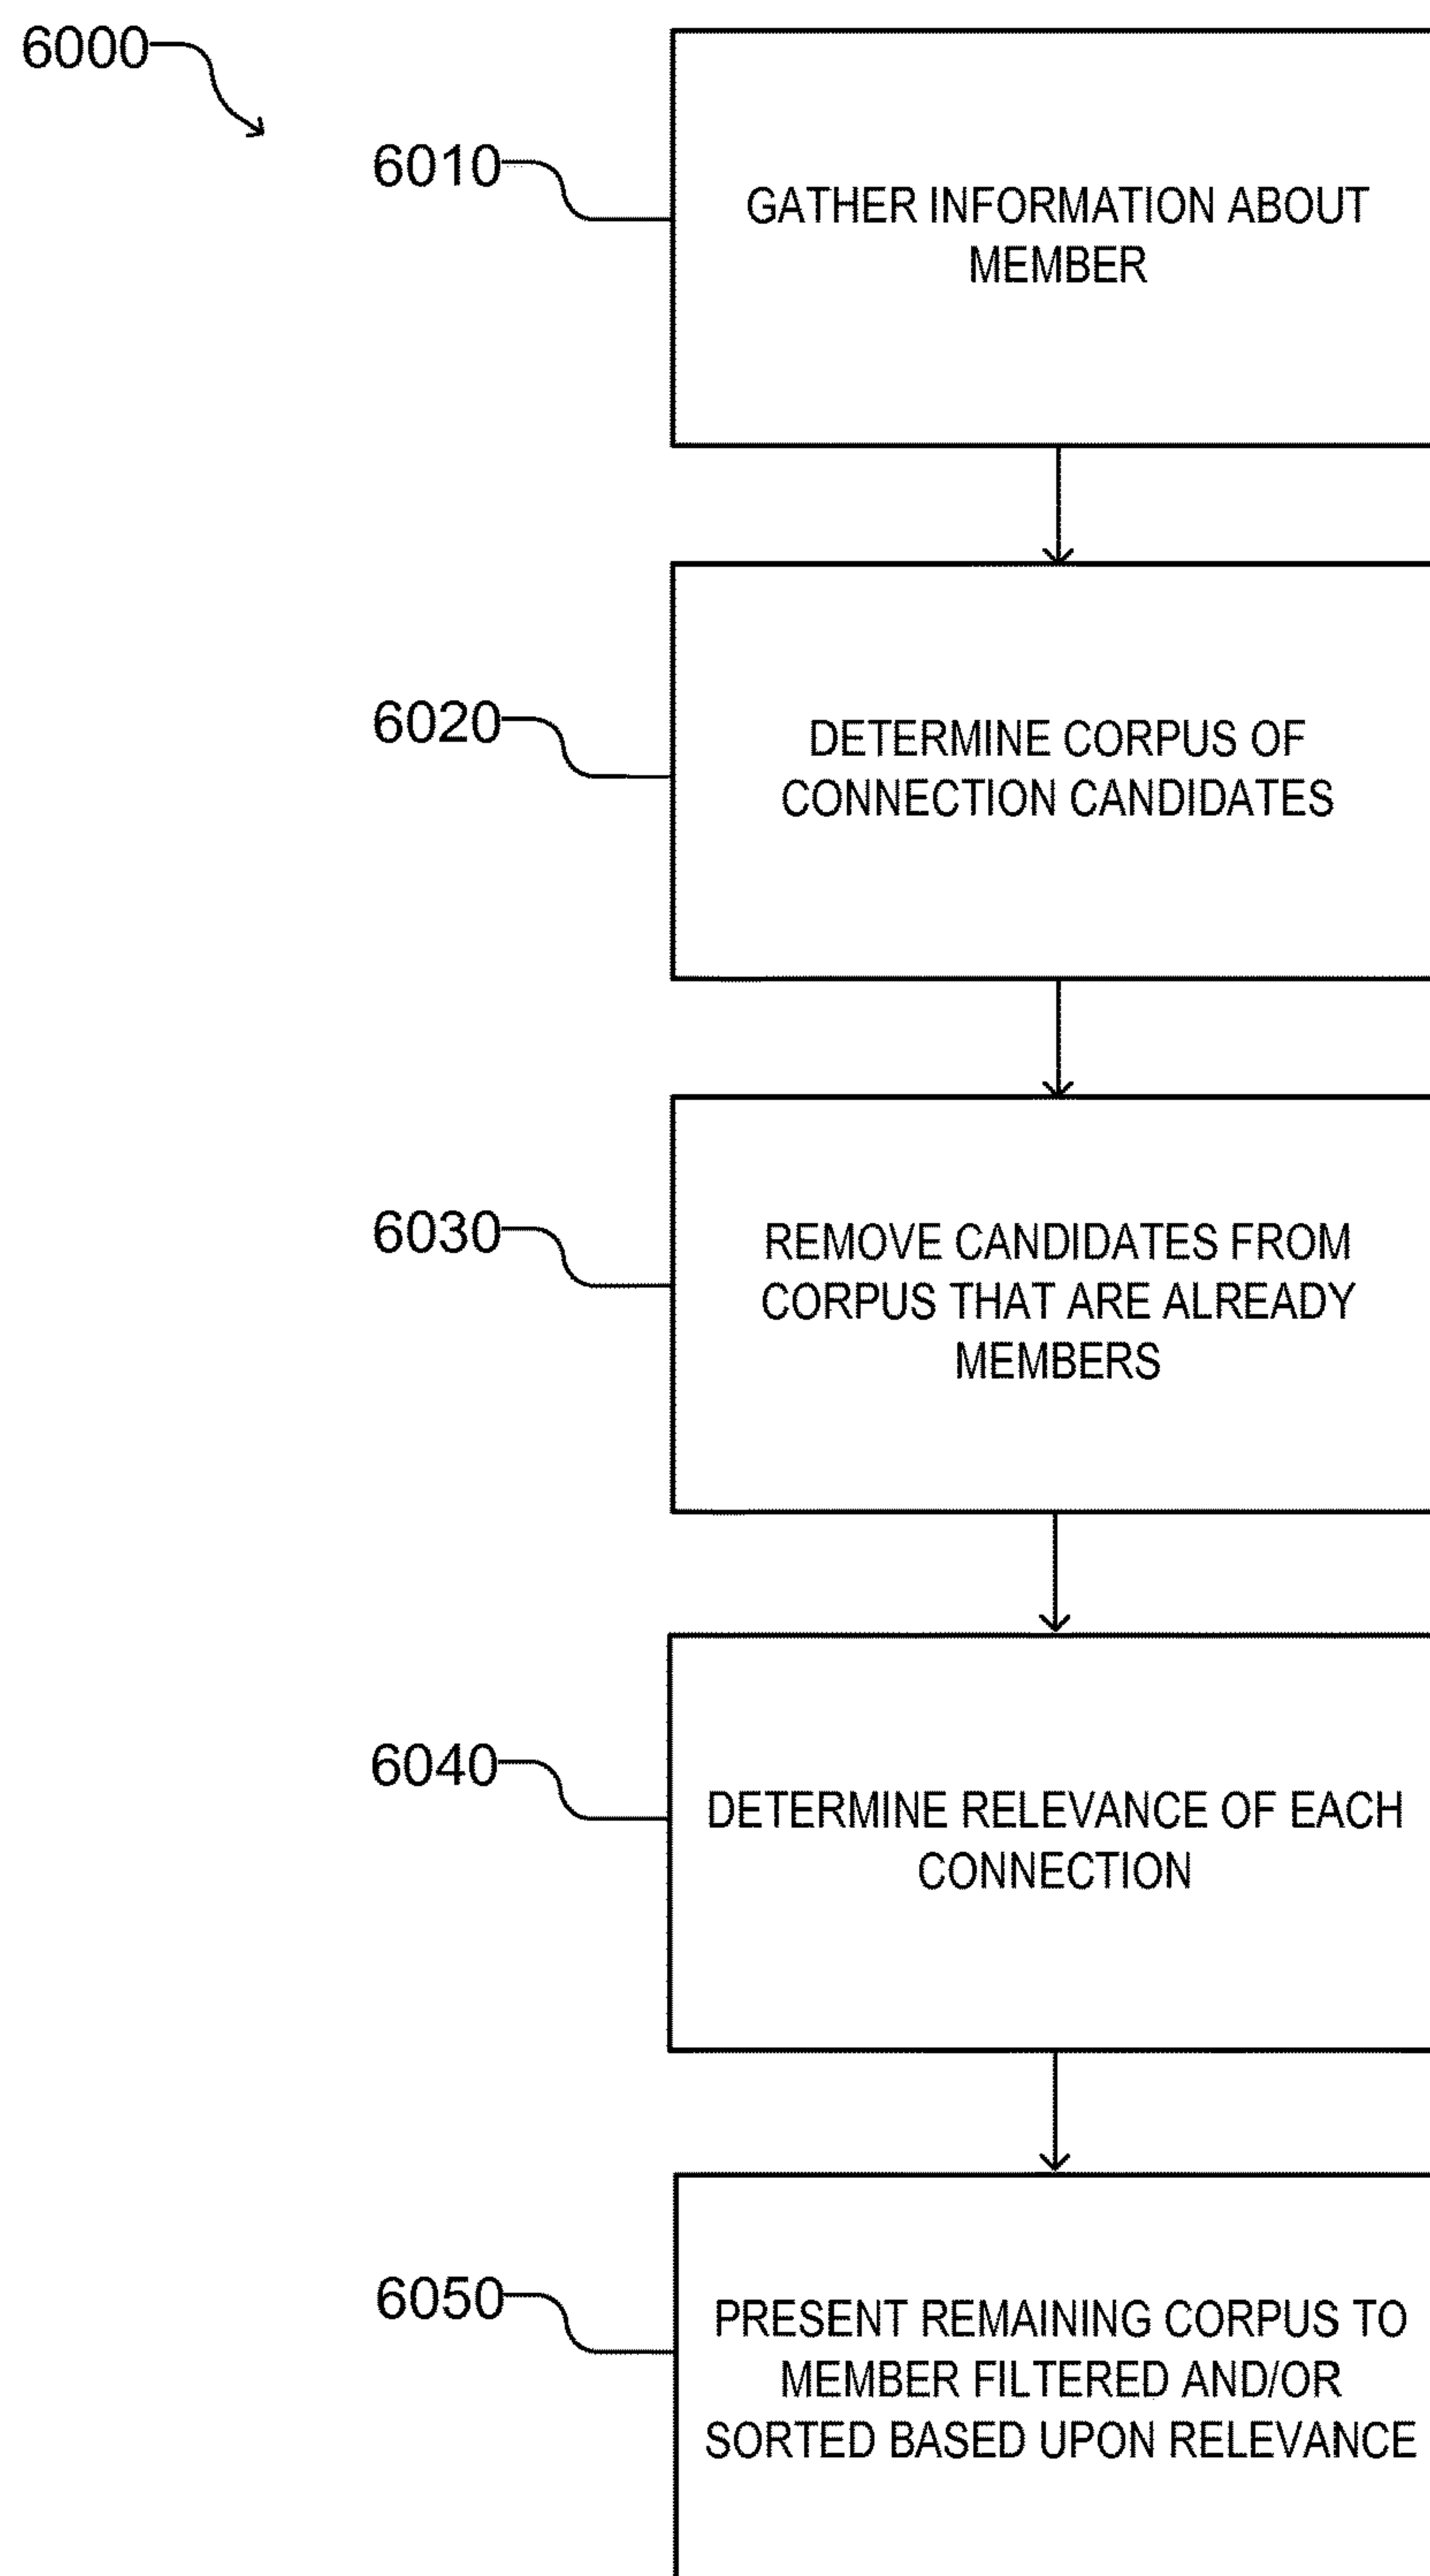 6000
6010
GATHER INFORMATION ABOUT
MEMBER
6020
DETERMINE CORPUS OF
CONNECTION CANDIDATES
6030
REMOVE CANDIDATES FROM
CORPUS THAT ARE ALREADY
MEMBERS
6040
DETERMINE RELEVANCE OF EACH
CONNECTION
6050
PRESENT REMAINING CORPUS TO
MEMBER FILTERED AND/OR
SORTED BASED UPON RELEVANCE